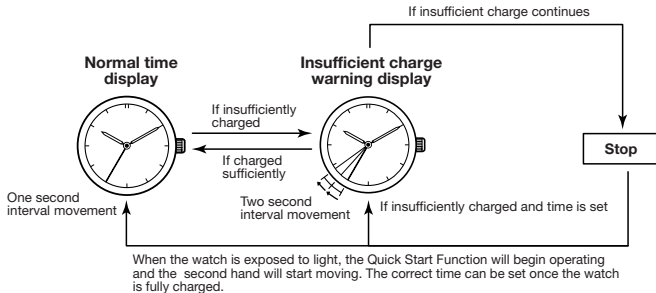 If insufficient charge continues
Normal time
display
Insufficient charge
warning display
If insufficiently
charged
If charged
sufficiently
Stop
One second
interval movement
Two second
interval movement
If insufficiently charged and time is set
When the watch is exposed to light, the Quick Start Function will begin operating
and the second hand will start moving. The correct time can be set once the watch
is fully charged.